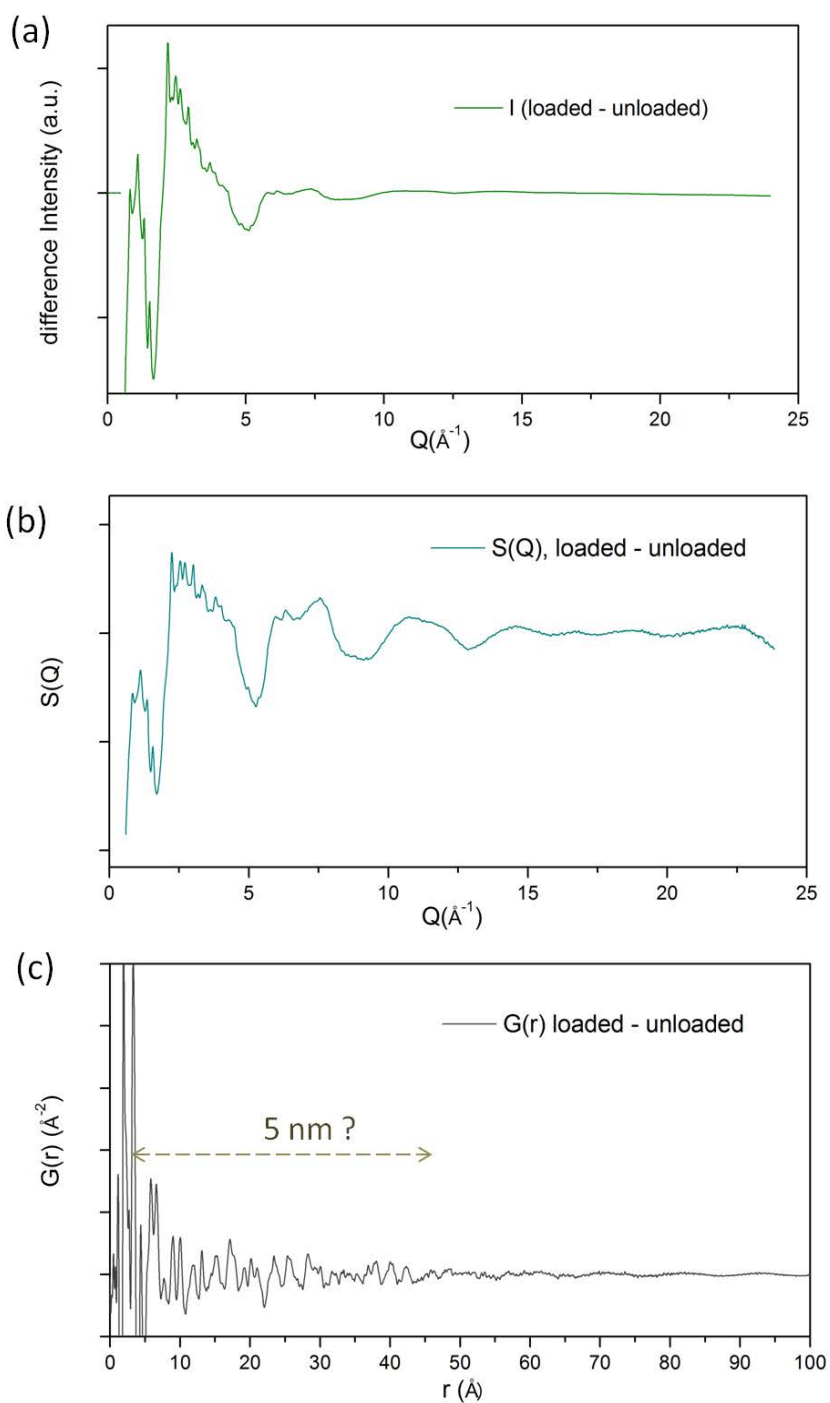 (a)
difference Intensity (a.u.)
I (loaded - unloaded)
0 5 10 15 20 25
Q(Å⁻¹)
(b)
S(Q)
S(Q), loaded - unloaded
0 5 10 15 20 25
Q(Å⁻¹)
(c)
G(r) (Å⁻²)
G(r) loaded - unloaded
5 nm ?
0 10 20 30 40 50 60 70 80 90 100
r (Å)